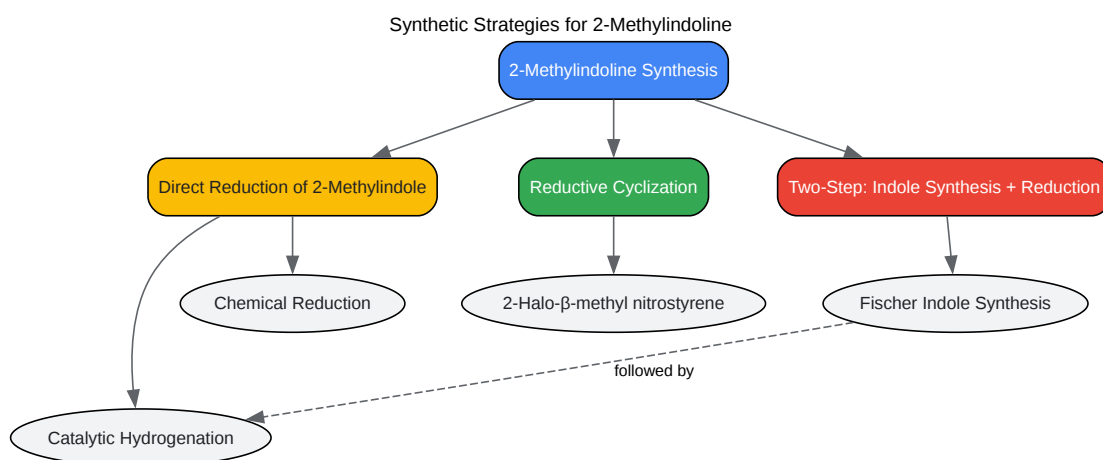 Synthetic Strategies for 2-Methylindoline
2-Methylindoline Synthesis
Direct Reduction of 2-Methylindole
Reductive Cyclization
Two-Step: Indole Synthesis + Reduction
Chemical Reduction
2-Halo-β-methyl nitrostyrene
Fischer Indole Synthesis
followed by
Catalytic Hydrogenation